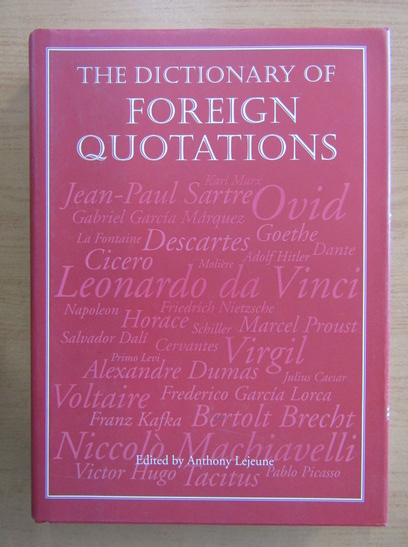 THE DICTIONARY OF
FOREIGN
QUOTATIONS
Karl Marx
Jean-Paul Sartre Ovid
Gabriel García Márquez
La Fontaine Descartes Goethe
Cicero Molière Adolf Hitler Dante
Leonardo da Vinci
Napoleon Friedrich Nietzsche
Horace Schiller Marcel Proust
Salvador Dalí Cervantes Virgil
Primo Levi
Alexandre Dumas Julius Caesar
Voltaire Frederico García Lorca
Franz Kafka Bertolt Brecht
Niccolò Machiavelli
Edited by Anthony Lejeune
Victor Hugo Tacitus Pablo Picasso